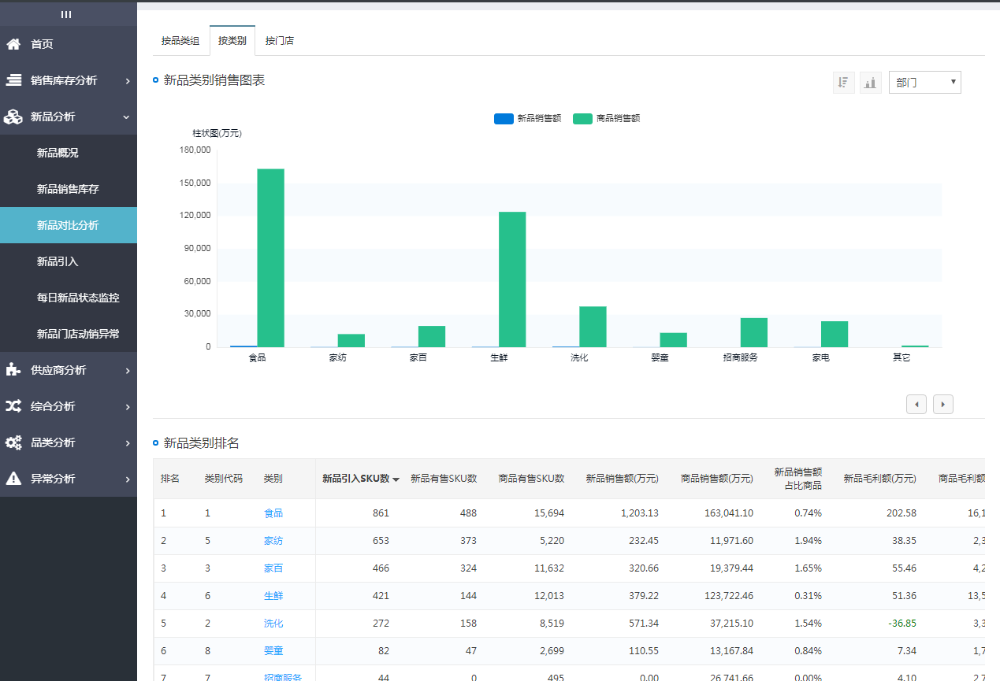 首页
销售库存分析
新品分析
新品概况
新品销售库存
新品对比分析
新品引入
每日新品状态监控
新品门店动销异常
供应商分析
综合分析
品类分析
异常分析
按品类组 按类别 按门店
新品类别销售图表
部门
新品销售额 商品销售额
柱状图(万元)
180,000
150,000
120,000
90,000
60,000
30,000
0
食品 家纺 家百 生鲜 洗化 婴童 招商服务 家电 其它
新品类别排名
排名 类别代码 类别 新品引入SKU数 新品有售SKU数 商品有售SKU数 新品销售额(万元) 商品销售额(万元) 新品销售额占比商品 新品毛利额(万元) 商品毛利额
1 1 食品 861 488 15,694 1,203.13 163,041.10 0.74% 202.58 16,1
2 5 家纺 653 373 5,220 232.45 11,971.60 1.94% 38.35 2,3
3 3 家百 466 324 11,632 320.66 19,379.44 1.65% 55.46 4,2
4 6 生鲜 421 144 12,013 379.22 123,722.46 0.31% 51.36 13,5
5 2 洗化 272 158 8,519 571.34 37,215.10 1.54% -36.85 3,3
6 8 婴童 82 47 2,699 110.55 13,167.84 0.84% 7.34 1,7
7 7 招商服务 44 0 495 0.00 26,741.66 0.00% 4.10 2,7